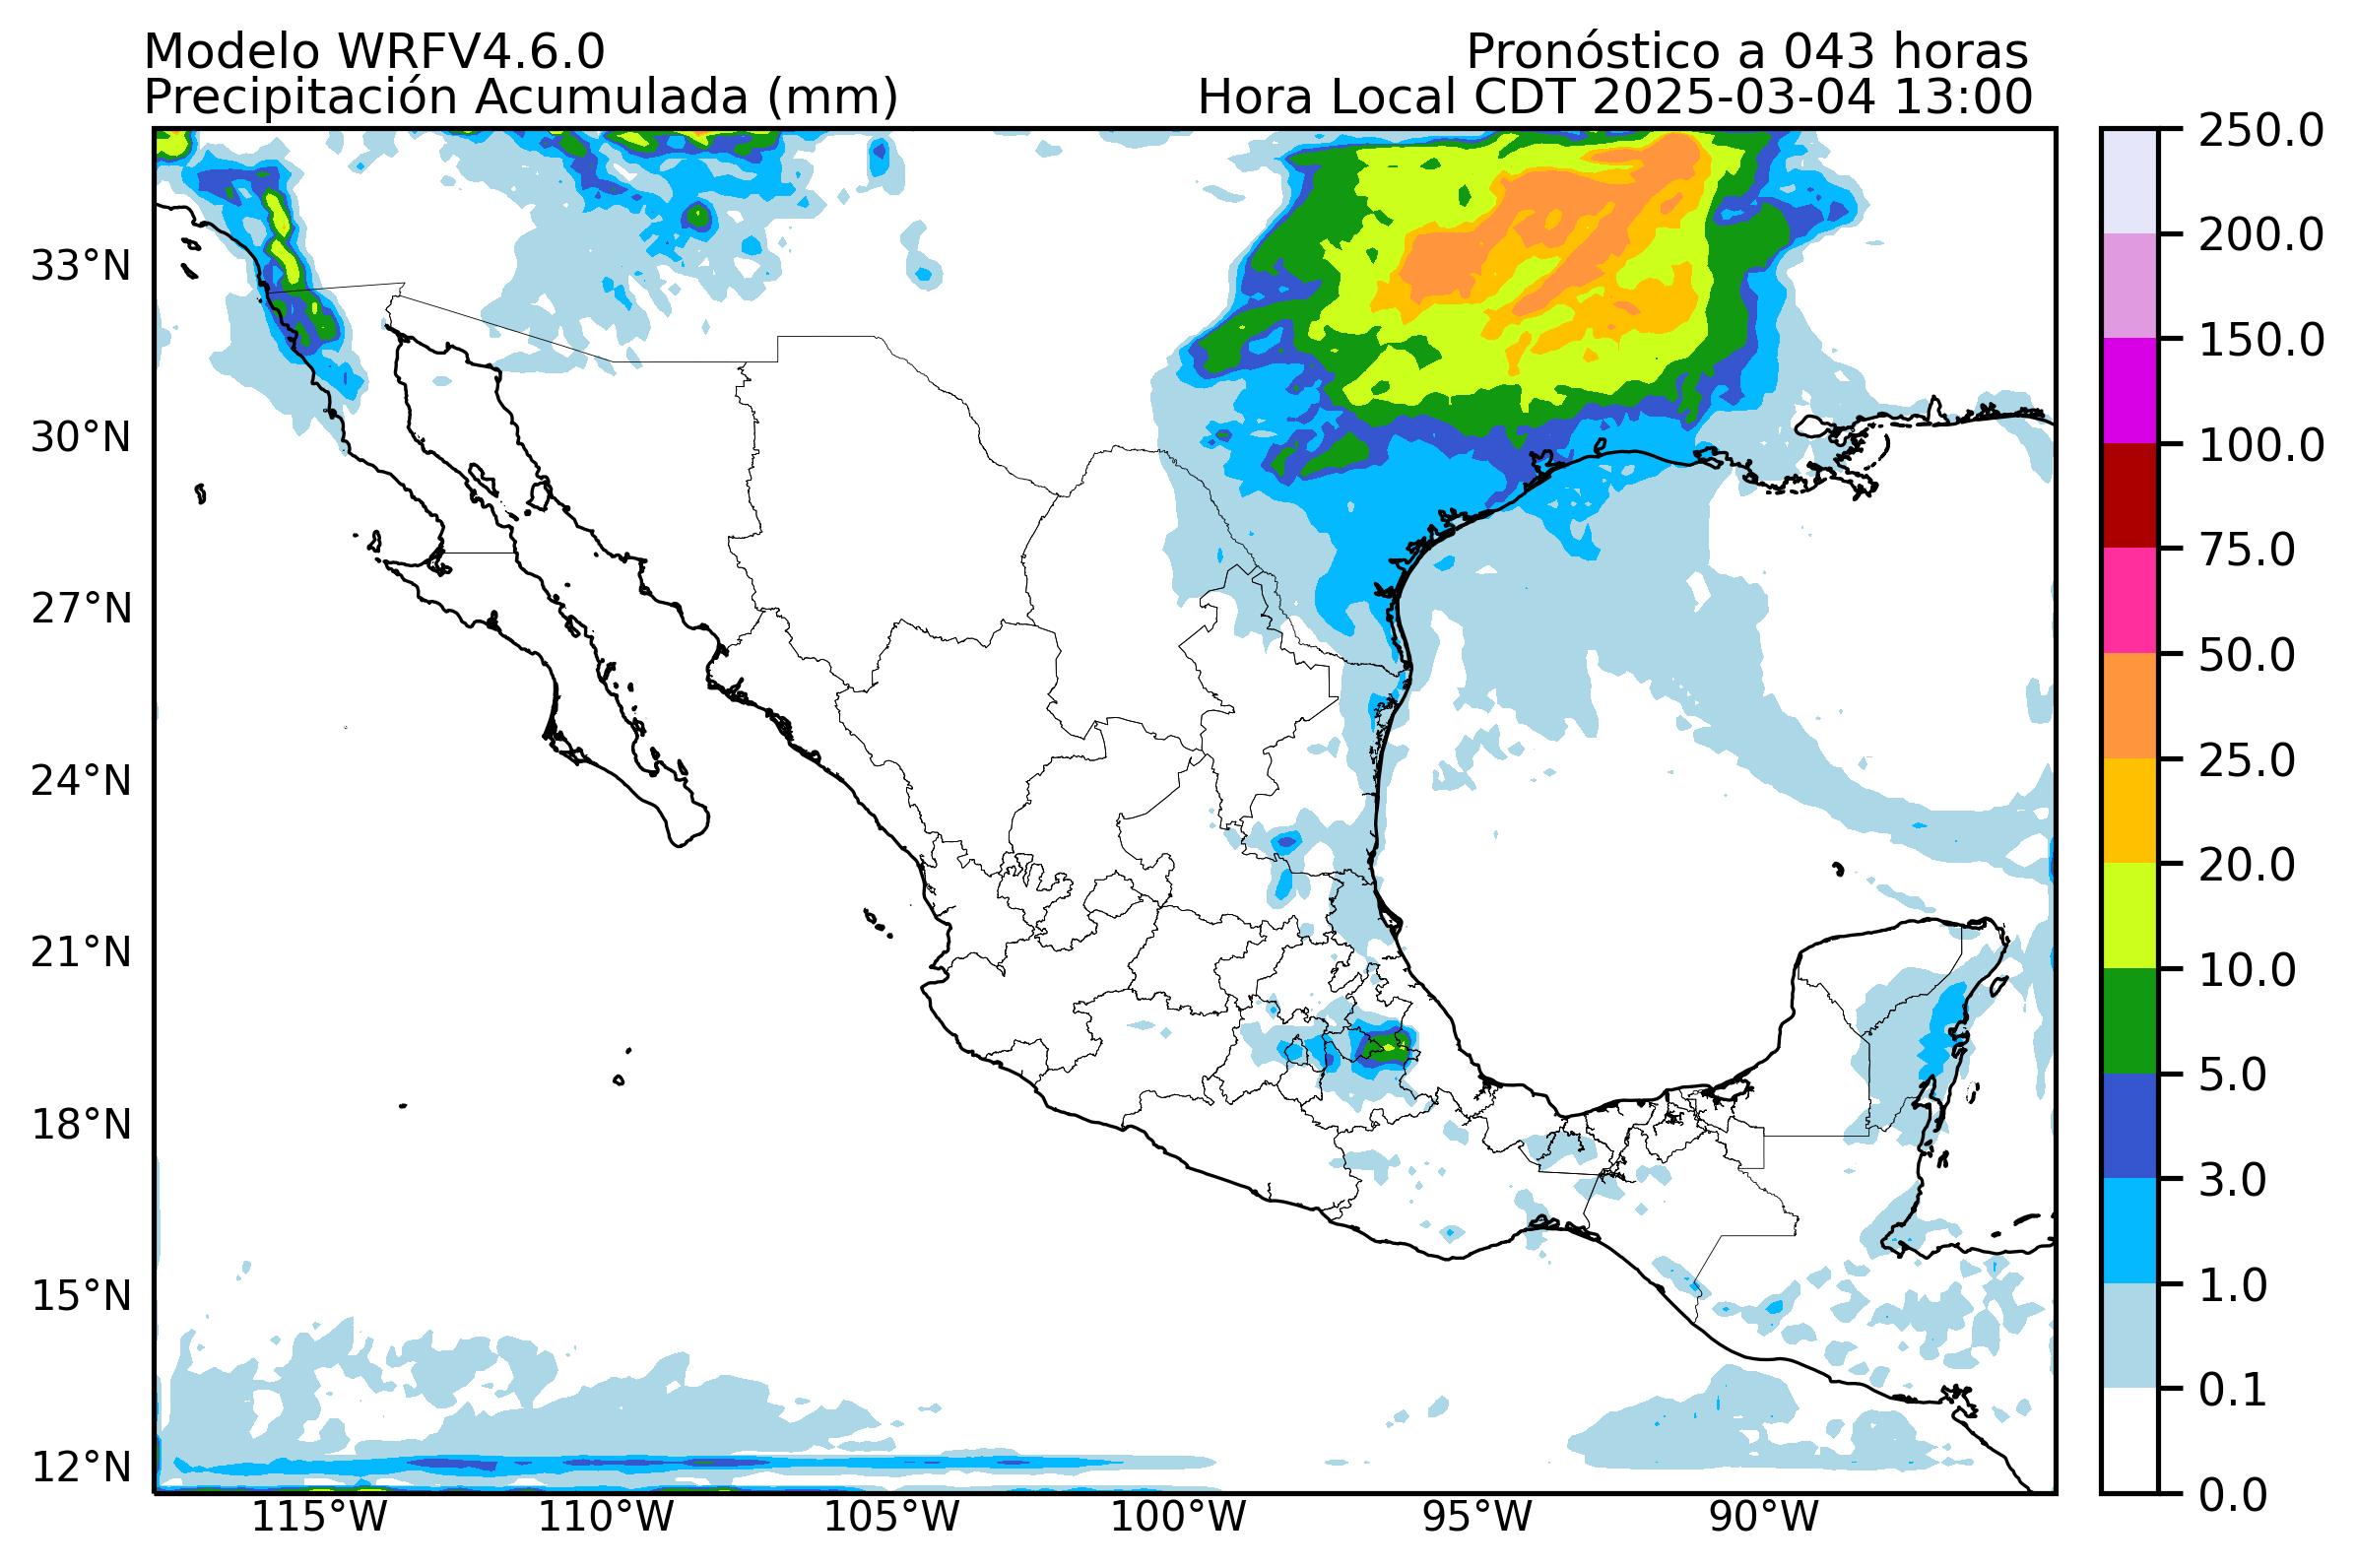 Modelo WRFV4.6.0
Pronóstico a 043 horas
Precipitación Acumulada (mm)
Hora Local CDT 2025-03-04 13:00
33°N
30°N
27°N
24°N
21°N
18°N
15°N
12°N
115°W
110°W
105°W
100°W
95°W
90°W
250.0
200.0
150.0
100.0
75.0
50.0
25.0
20.0
10.0
5.0
3.0
1.0
0.1
0.0